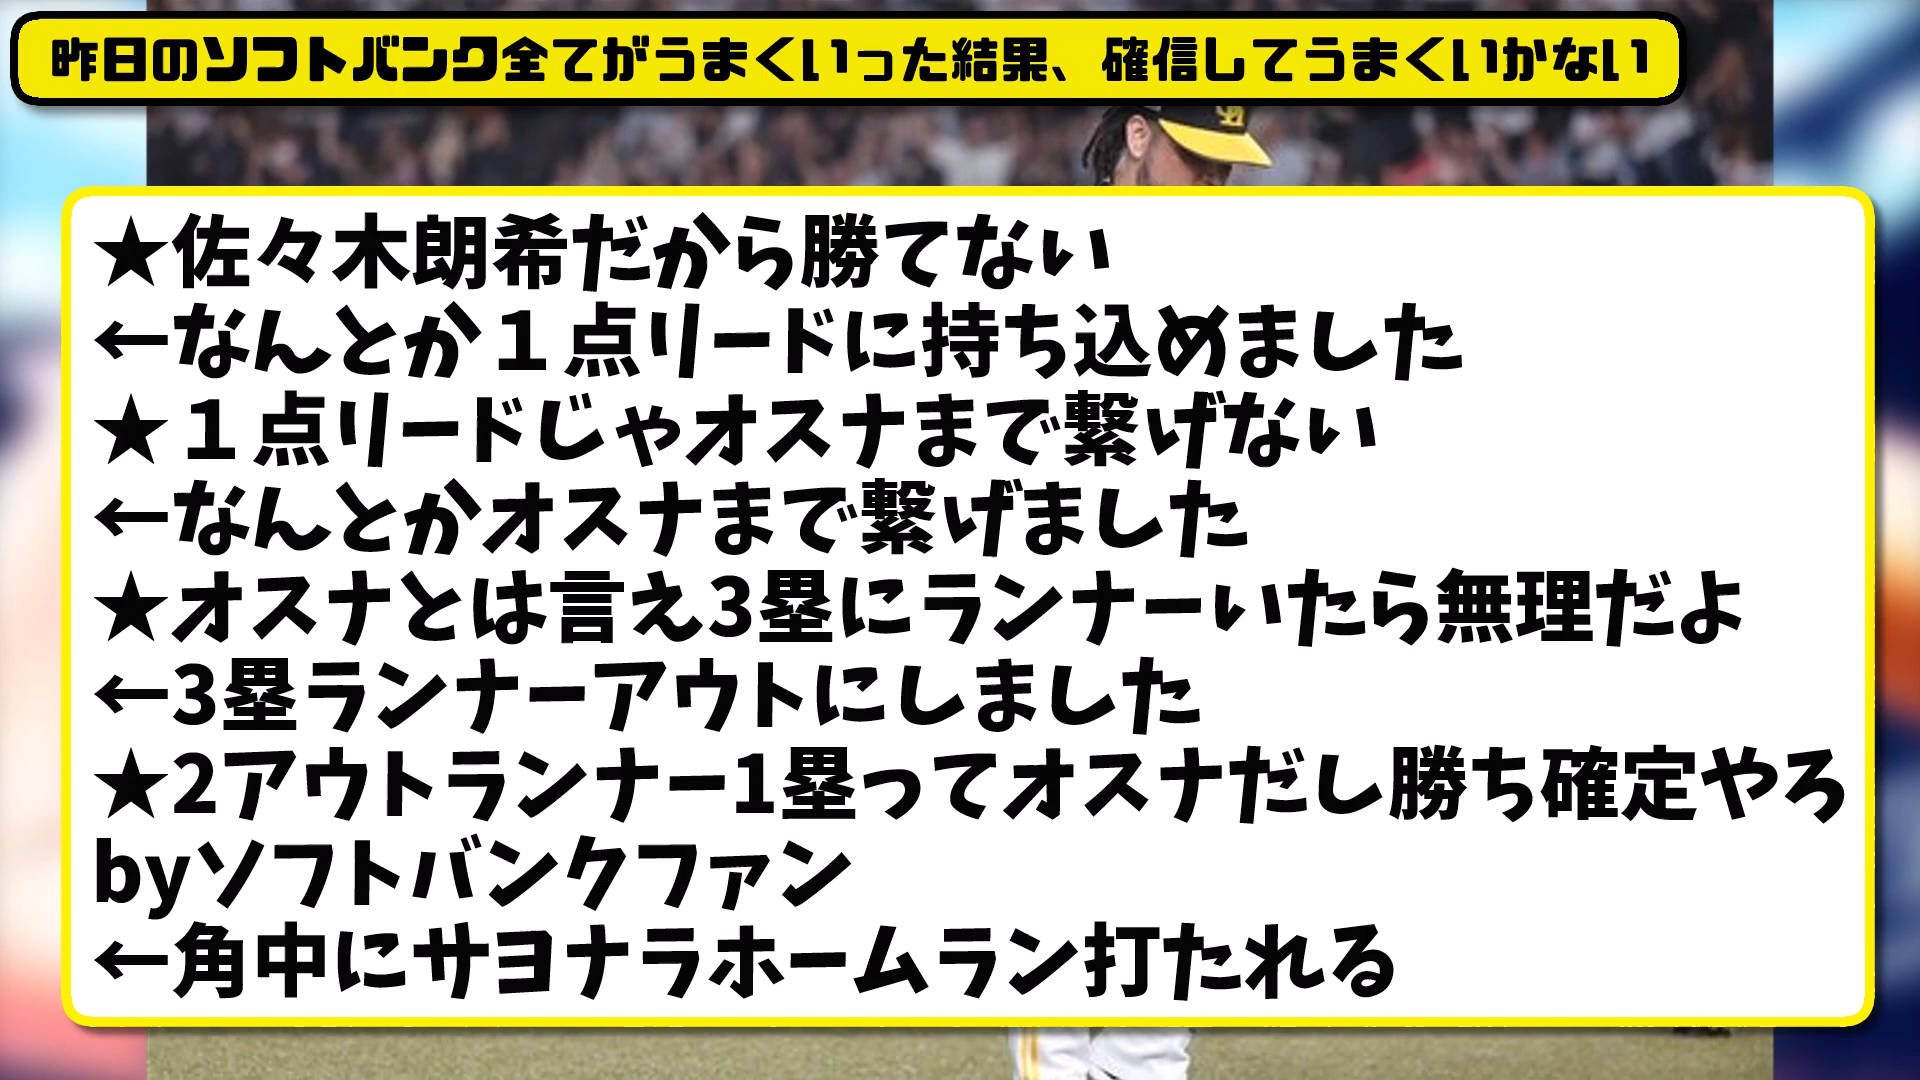 昨日のソフトバンク全てがうまくいった結果、確信してうまくいかない
★佐々木朗希だから勝てない
←なんとか１点リードに持ち込めました
★１点リードじゃオスナまで繋げない
←なんとかオスナまで繋げました
★オスナとは言え3塁にランナーいたら無理だよ
←3塁ランナーアウトにしました
★2アウトランナー1塁ってオスナだし勝ち確定やろ
byソフトバンクファン
←角中にサヨナラホームラン打たれる